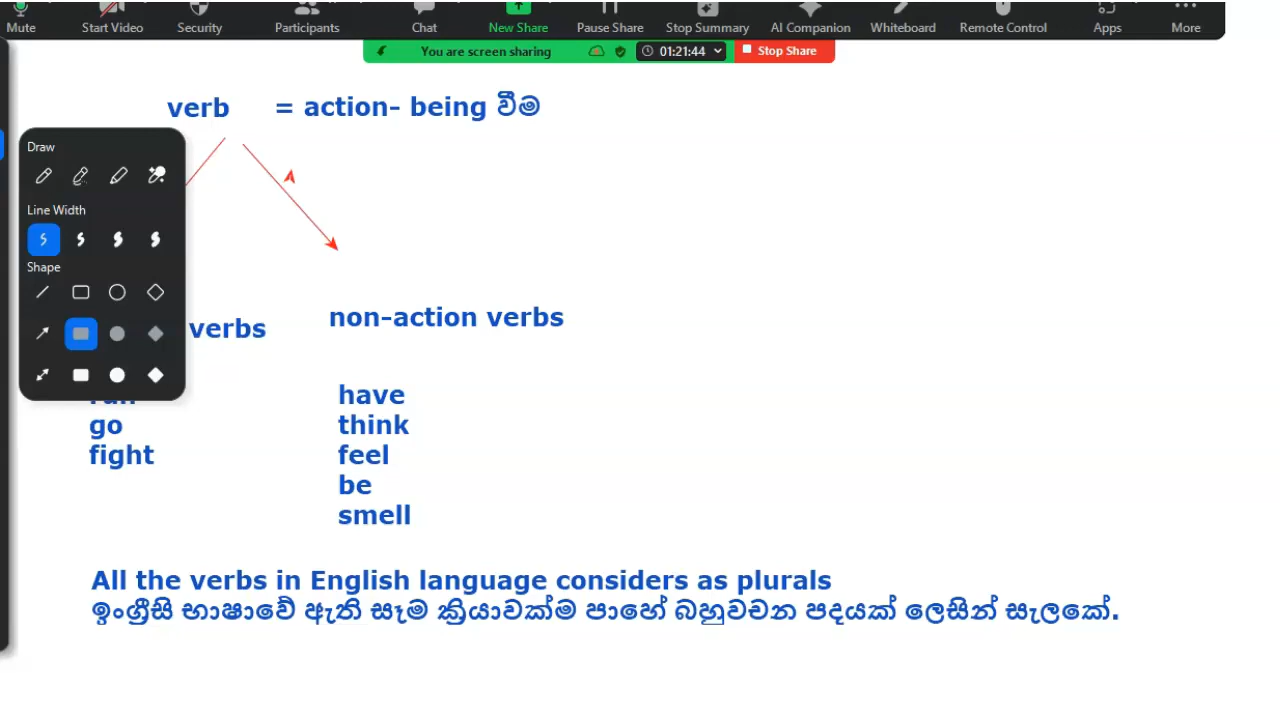 Mute Start Video Security Participants Chat New Share Pause Share Stop Summary AI Companion Whiteboard Remote Control Apps More
You are screen sharing 01:21:44 Stop Share
verb = action- being වීම
Draw
Line Width
Shape
verbs non-action verbs
have
go think
fight feel
be
smell
All the verbs in English language considers as plurals
ඉංග්‍රීසි භාෂාවේ ඇති සෑම ක්‍රියාවක්ම පාහේ බහුවචන පදයක් ලෙසින් සැලකේ.